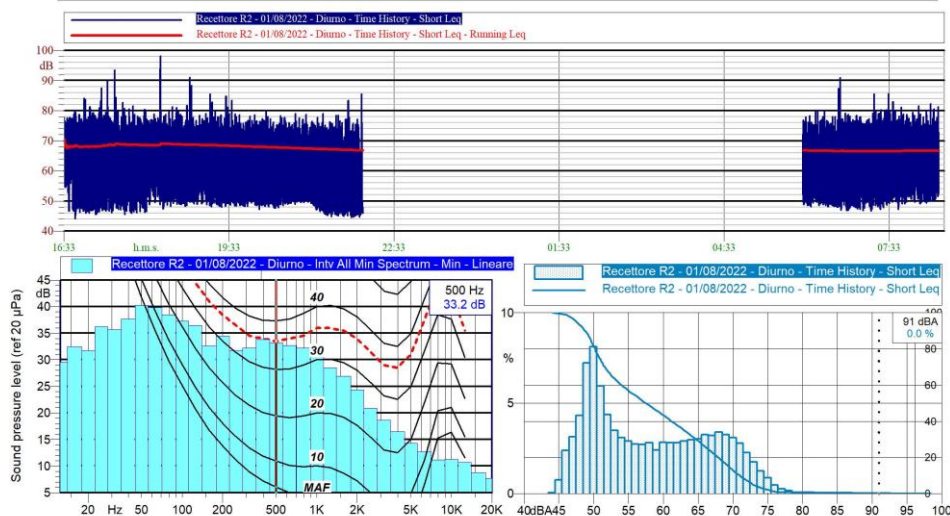 Recettore R2 - 01/08/2022 - Diurno - Time History - Short Leq
Recettore R2 - 01/08/2022 - Diurno - Time History - Short Leq - Running Leq
100
dB
90
80
70
60
50
40
16:33 h.m.s. 19:33 22:33 01:33 04:33 07:33
Recettore R2 - 01/08/2022 - Diurno - Intv All Min Spectrum - Min - Lineare
45
dB
40
35
30
25
20
15
10
5
Sound pressure level (ref 20 µPa)
500 Hz
33.2 dB
40
30
20
10
MAF
20 Hz 50 100 200 500 1K 2K 5K 10K 20K
Recettore R2 - 01/08/2022 - Diurno - Time History - Short Leq
Recettore R2 - 01/08/2022 - Diurno - Time History - Short Leq
10
%
5
0
91 dBA
0.0 %
80
60
40
20
0
40dBA45 50 55 60 65 70 75 80 85 90 95